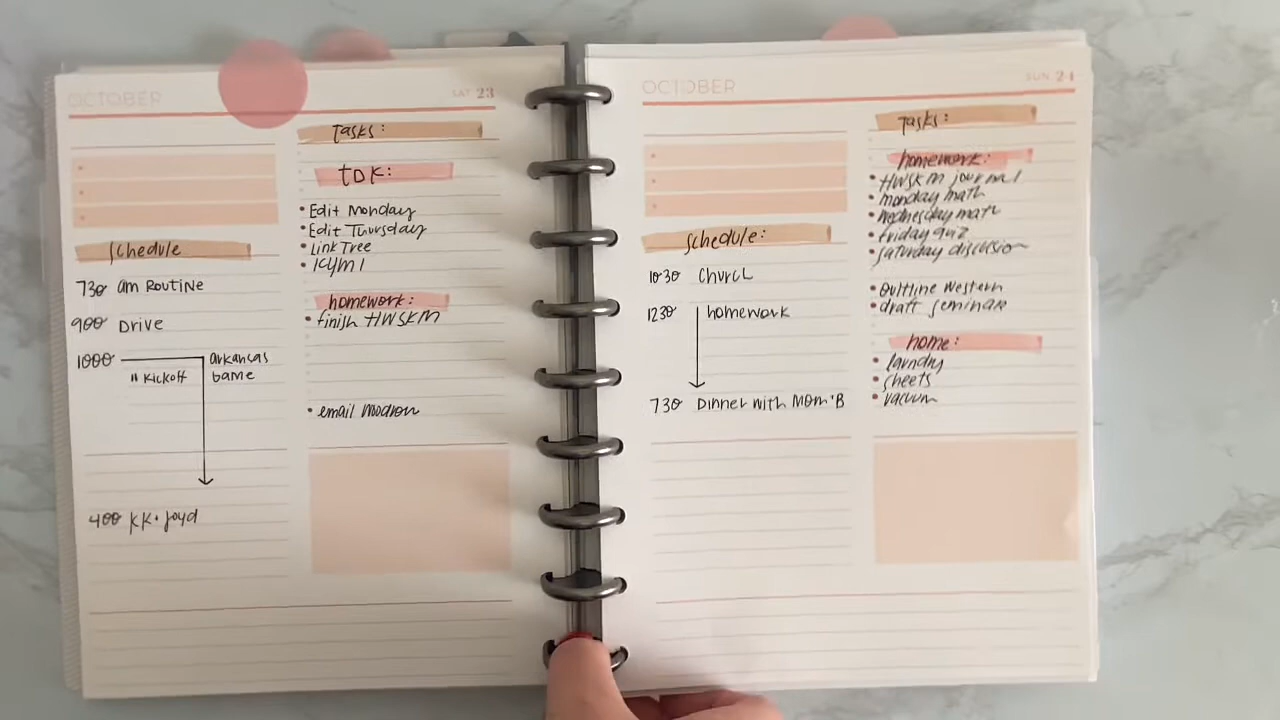 OCTOBER
SAT 23
schedule
730 am Routine
900 Drive
1000 arkansas
11 kickoff game
400 KK + Joyd
Tasks:
TDK:
• Edit Monday
• Edit Thursday
• Link Tree
• ICYMI
homework:
• finish HWSKM
• email Modron
OCTOBER
SUN 24
schedule:
1030 Church
1230 homework
730 Dinner with Mom + B
Tasks:
homework:
• HWSKM journal
• monday math
• wednesday math
• friday quiz
• saturday discussion
• outline western
• draft seminar
home:
• laundry
• sheets
• vacuum